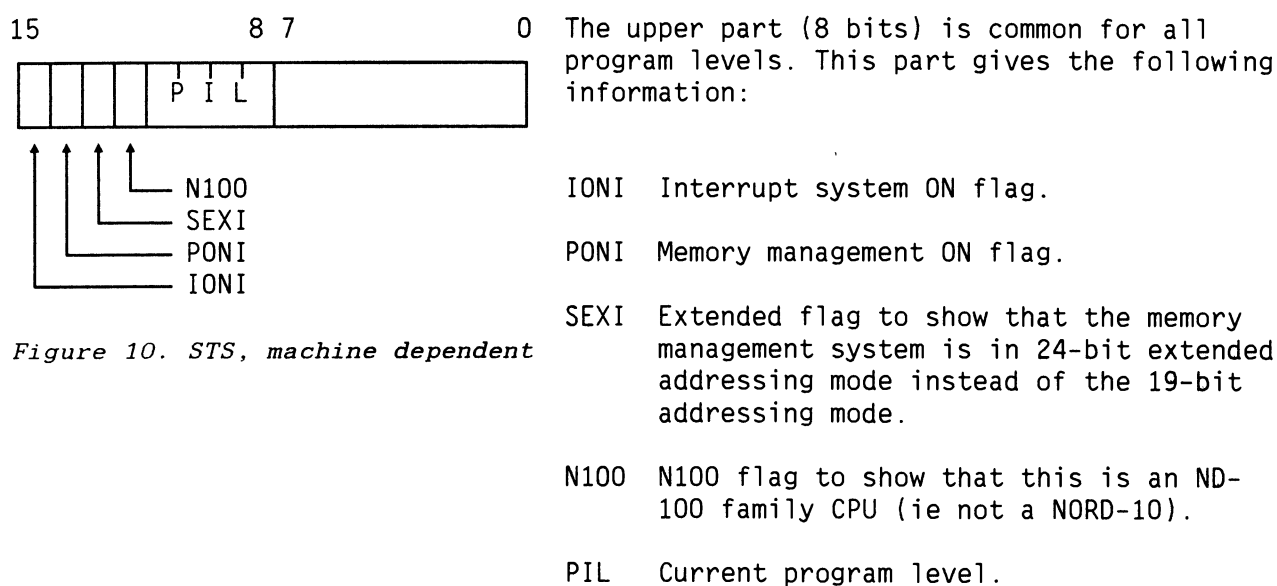 15 8 7 0
P I L
N100
SEXI
PONI
IONI
Figure 10. STS, machine dependent
The upper part (8 bits) is common for all
program levels. This part gives the following
information:
IONI Interrupt system ON flag.
PONI Memory management ON flag.
SEXI Extended flag to show that the memory
management system is in 24-bit extended
addressing mode instead of the 19-bit
addressing mode.
N100 N100 flag to show that this is an ND-
100 family CPU (ie not a NORD-10).
PIL Current program level.